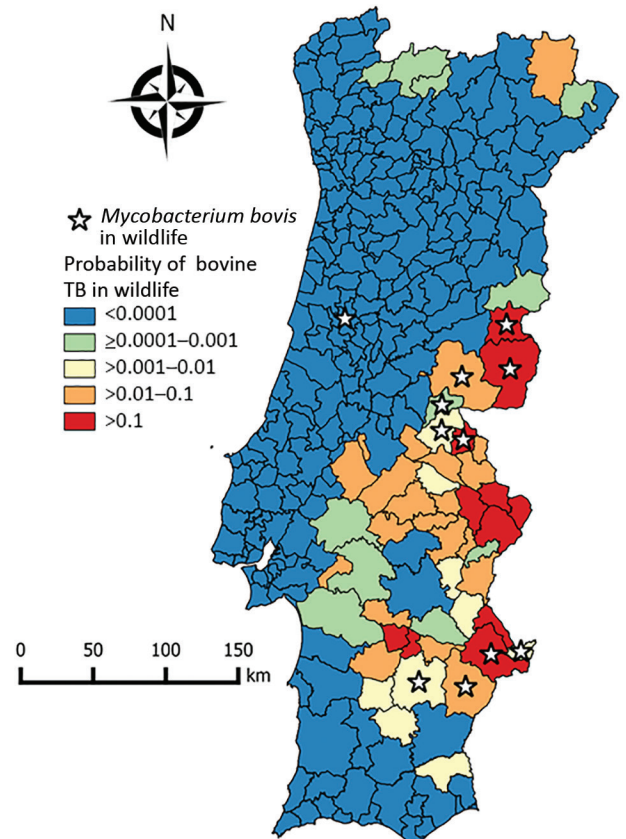 N
Mycobacterium bovis
in wildlife
Probability of bovine
TB in wildlife
<0.0001
≥0.0001–0.001
>0.001–0.01
>0.01–0.1
>0.1
0 50 100 150
km